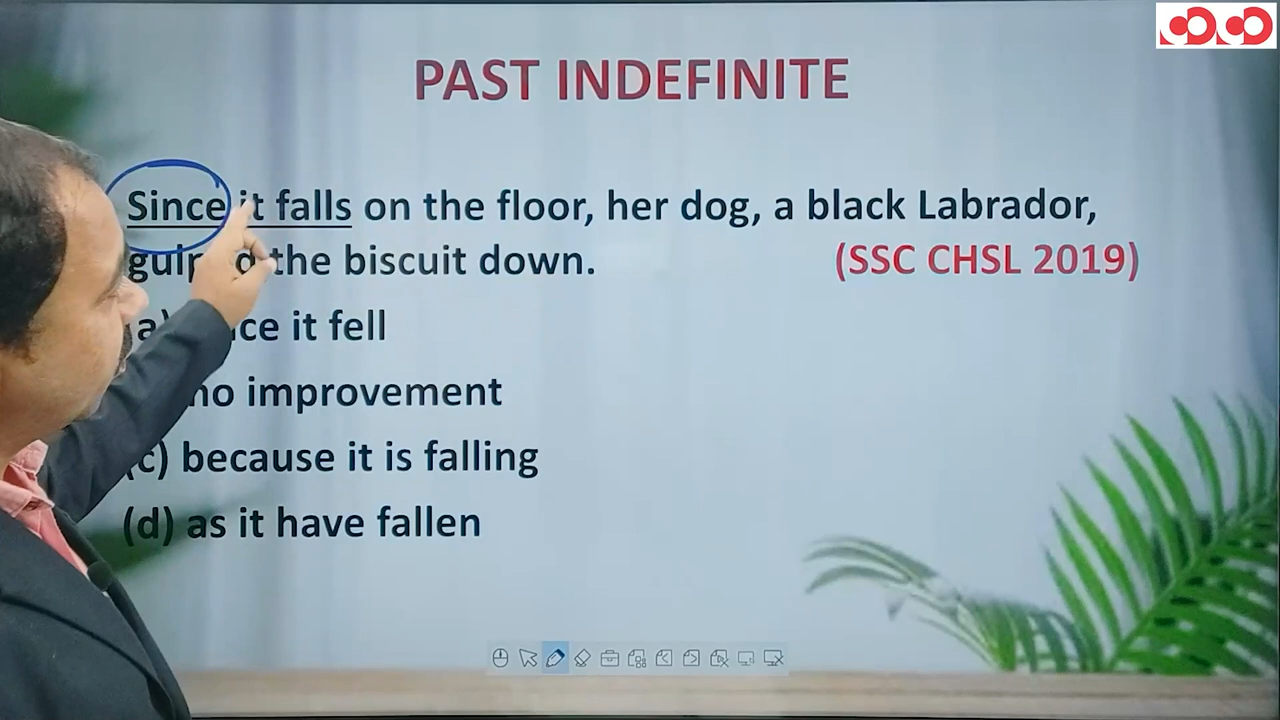 PAST INDEFINITE
Since it falls on the floor, her dog, a black Labrador,
the biscuit down. (SSC CHSL 2019)
it fell
no improvement
(c) because it is falling
(d) as it have fallen